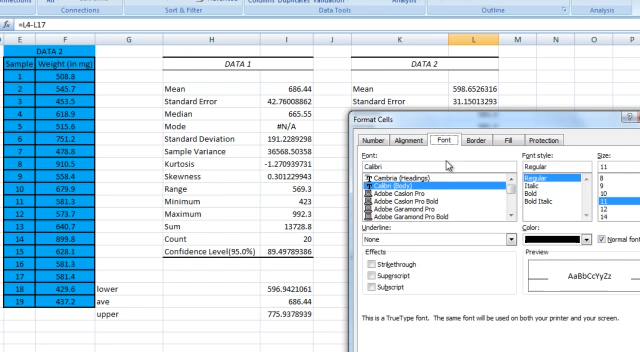 Connections Sort & Filter Data Tools Outline Analysis
fx =L4-L17
E F G H I J K L M N O P
DATA 2
Sample Weight (in mg) DATA 1 DATA 2
1 508.8
2 545.7 Mean 686.44 Mean 598.6526316
3 453.5 Standard Error 42.76008862 Standard Error 31.15013293
4 618.9 Median 665.55
5 515.6 Mode #N/A
6 751.2 Standard Deviation 191.2289298
7 478.8 Sample Variance 36568.50358
8 910.5 Kurtosis -1.270939731
9 558.4 Skewness 0.301229943
10 679.9 Range 569.3
11 581.3 Minimum 423
12 573.7 Maximum 992.3
13 640.7 Sum 13728.8
14 899.8 Count 20
15 628.1 Confidence Level(95.0%) 89.49789386
16 581.3
17 581.4
18 429.6 lower 596.9421061
19 437.2 ave 686.44
upper 775.9378939
Format Cells
Number Alignment Font Border Fill Protection
Font: Font style: Size:
Calibri Regular 11
Cambria (Headings) Regular 8
Calibri (Body) Italic 9
Adobe Caslon Pro Bold 10
Adobe Caslon Pro Bold Bold Italic 11
Adobe Garamond Pro 12
Adobe Garamond Pro Bold 14
Underline: Color:
None Normal font
Effects Preview
Strikethrough
Superscript AaBbCcYyZz
Subscript
This is a TrueType font. The same font will be used on both your printer and your screen.